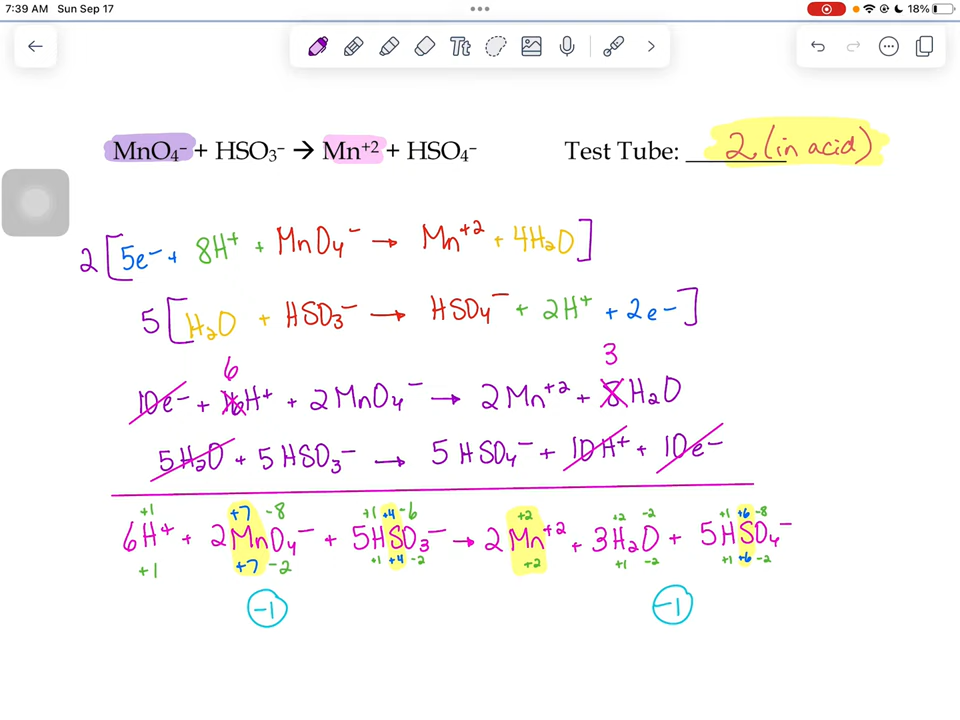 7:39 AM Sun Sep 17 18%
Tt
MnO₄⁻ + HSO₃⁻ → Mn⁺² + HSO₄⁻ Test Tube: 2 (in acid)
2[5e⁻ + 8H⁺ + MnO₄⁻ → Mn⁺² + 4H₂O]
5[H₂O + HSO₃⁻ → HSO₄⁻ + 2H⁺ + 2e⁻]
6 3
10e⁻ + 16H⁺ + 2MnO₄⁻ → 2Mn⁺² + 8H₂O
5H₂O + 5HSO₃⁻ → 5HSO₄⁻ + 10H⁺ + 10e⁻
+1 +7 -8 +1 +4 -6 +2 +2 -2 +1 +6 -8
6H⁺ + 2MnO₄⁻ + 5HSO₃⁻ → 2Mn⁺² + 3H₂O + 5HSO₄⁻
+1 +7 -2 +1 +4 -2 +2 +1 -2 +1 +6 -2
-1 -1